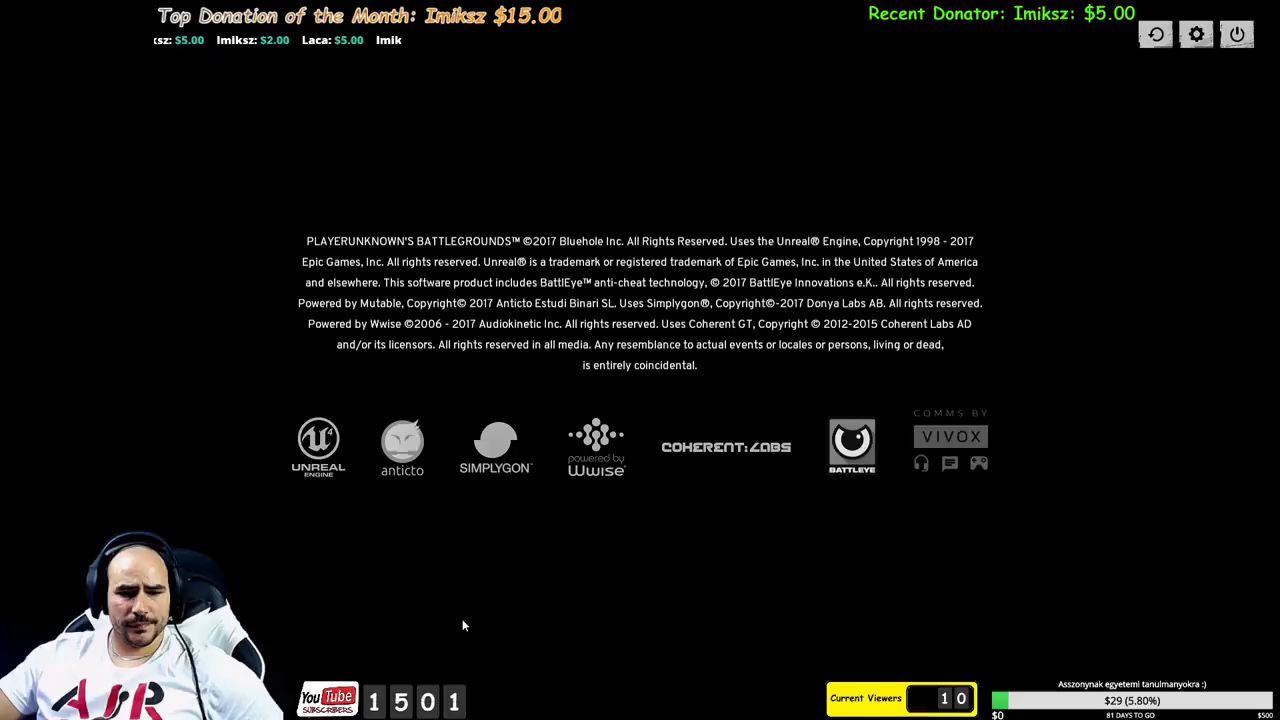 Top Donation of the Month: Imiksz $15.00
Recent Donator: Imiksz: $5.00
ksz: $5.00 Imiksz: $2.00 Laca: $5.00 Imik
PLAYERUNKNOWN'S BATTLEGROUNDS™ ©2017 Bluehole Inc. All Rights Reserved. Uses the Unreal® Engine, Copyright 1998 - 2017
Epic Games, Inc. All rights reserved. Unreal® is a trademark or registered trademark of Epic Games, Inc. in the United States of America
and elsewhere. This software product includes BattlEye™ anti-cheat technology, © 2017 BattlEye Innovations e.K.. All rights reserved.
Powered by Mutable, Copyright© 2017 Anticto Estudi Binari SL. Uses Simplygon®, Copyright©-2017 Donya Labs AB. All rights reserved.
Powered by Wwise ©2006 - 2017 Audiokinetic Inc. All rights reserved. Uses Coherent GT, Copyright © 2012-2015 Coherent Labs AD
and/or its licensors. All rights reserved in all media. Any resemblance to actual events or locales or persons, living or dead,
is entirely coincidental.
COMMS BY
VIVOX
UNREAL
ENGINE
anticto
SIMPLYGON
powered by
Wwise
COHERENT:LABS
BATTLEYE
YouTube
SUBSCRIBERS
1501
Current Viewers 10
Asszonynak egyetemi tanulmanyokra :)
$29 (5.80%)
$0 81 DAYS TO GO $500